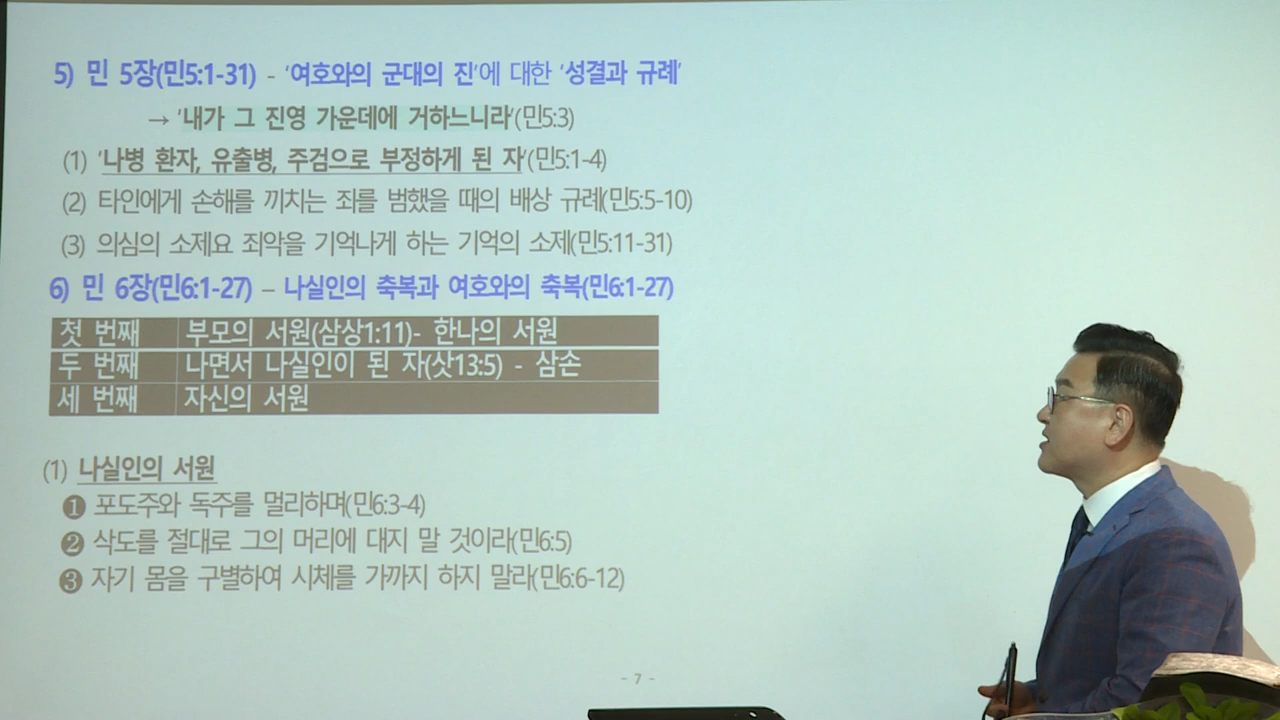 5) 민 5장(민5:1-31) - '여호와의 군대의 진'에 대한 '성결과 규례'
→ '내가 그 진영 가운데에 거하느니라'(민5:3)
(1) '나병 환자, 유출병, 주검으로 부정하게 된 자'(민5:1-4)
(2) 타인에게 손해를 끼치는 죄를 범했을 때의 배상 규례(민5:5-10)
(3) 의심의 소제요 죄악을 기억나게 하는 기억의 소제(민5:11-31)
6) 민 6장(민6:1-27) – 나실인의 축복과 여호와의 축복(민6:1-27)
첫 번째 부모의 서원(삼상1:11)- 한나의 서원
두 번째 나면서 나실인이 된 자(삿13:5) - 삼손
세 번째 자신의 서원
(1) 나실인의 서원
❶ 포도주와 독주를 멀리하며(민6:3-4)
❷ 삭도를 절대로 그의 머리에 대지 말 것이라(민6:5)
❸ 자기 몸을 구별하여 시체를 가까지 하지 말라(민6:6-12)
- 7 -